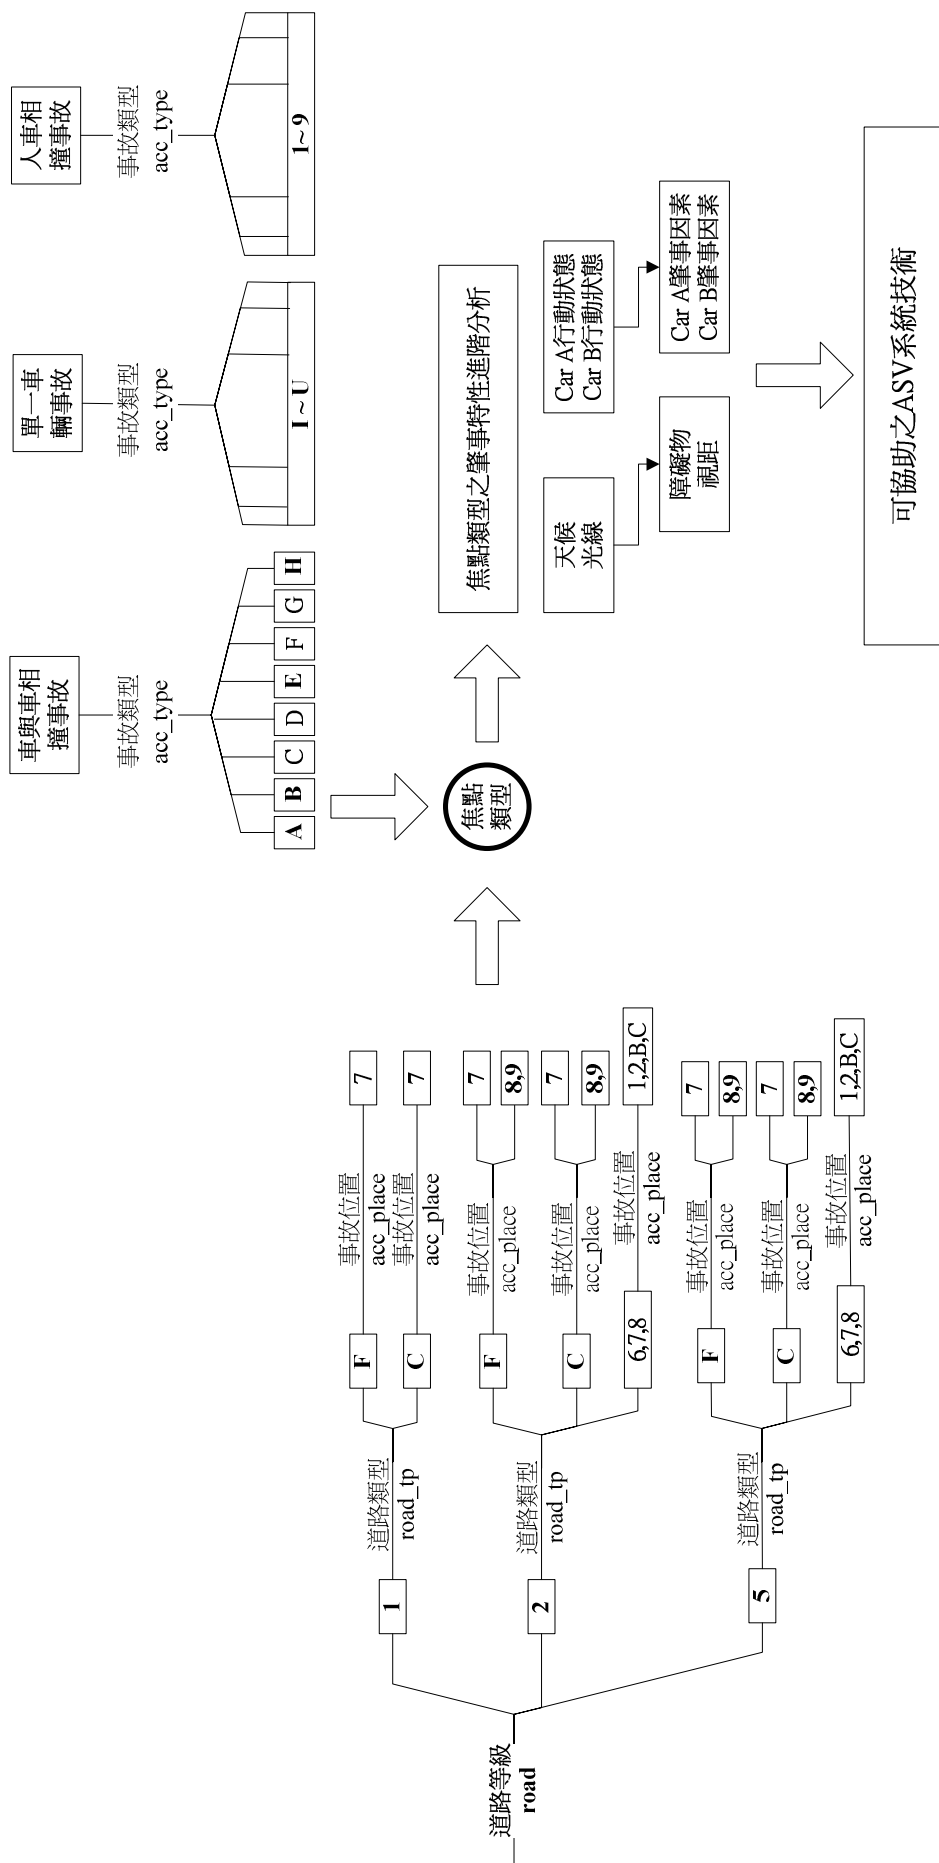 人車相
撞事故
事故類型
acc_type
1~9
單一車
輛事故
事故類型
acc_type
I~U
車與車相
撞事故
事故類型
acc_type
A
B
C
D
E
F
G
H
道路等級
road
1
道路類型
road_tp
F
事故位置
acc_place
7
C
事故位置
acc_place
7
2
道路類型
road_tp
F
事故位置
acc_place
7
8,9
C
事故位置
acc_place
7
8,9
6,7,8
事故位置
acc_place
1,2,B,C
5
道路類型
road_tp
F
事故位置
acc_place
7
8,9
C
事故位置
acc_place
7
8,9
6,7,8
事故位置
acc_place
1,2,B,C
焦點
類型
焦點類型之肇事特性進階分析
天候
光線
障礙物
視距
Car A行動狀態
Car B行動狀態
Car A肇事因素
Car B肇事因素
可協助之ASV系統技術